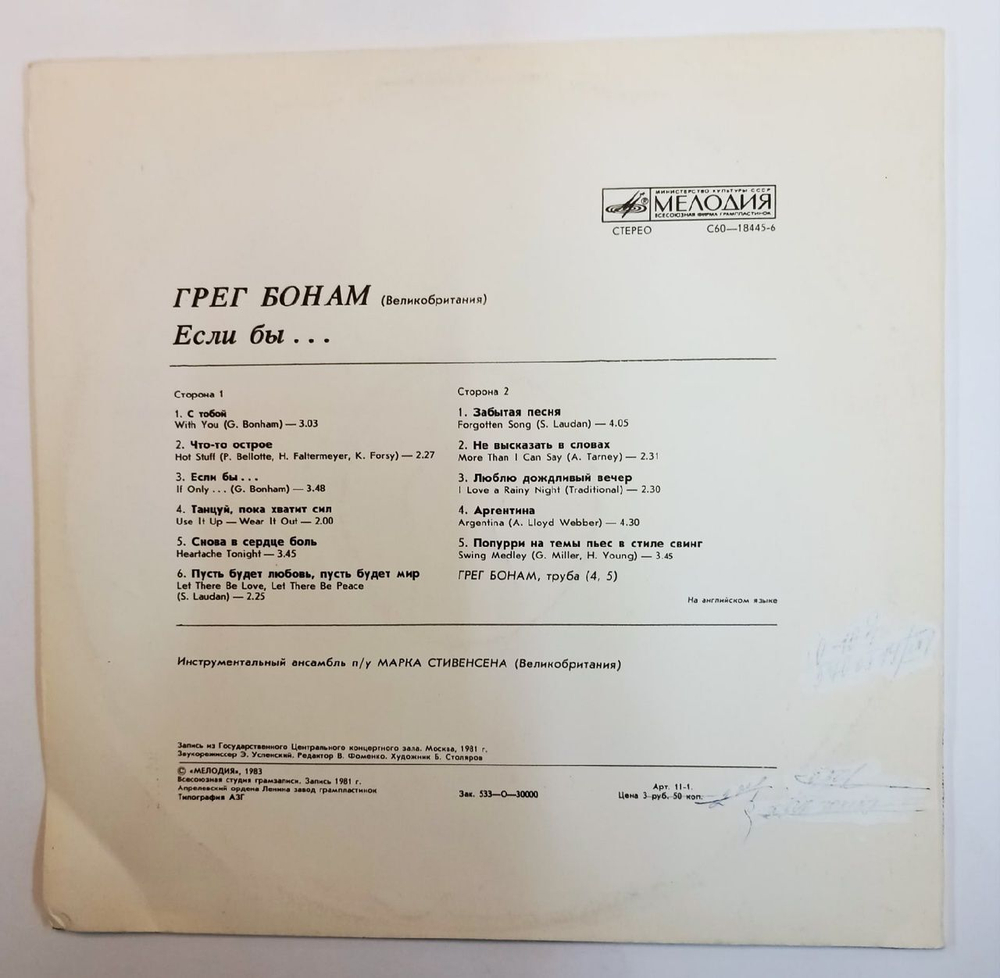 МИНИСТЕРСТВО КУЛЬТУРЫ СССР
МЕЛОДИЯ
ВСЕСОЮЗНАЯ ФИРМА ГРАМПЛАСТИНОК
СТЕРЕО С60—18445-6
ГРЕГ БОНАМ (Великобритания)
Если бы . . .
Сторона 1
1. С тобой
With You (G. Bonham) — 3.03
2. Что-то острое
Hot Stuff (P. Bellotte, H. Faltermeyer, K. Forsy) — 2.27
3. Если бы . . .
If Only . . . (G. Bonham) — 3.48
4. Танцуй, пока хватит сил
Use It Up — Wear It Out — 2.00
5. Снова в сердце боль
Heartache Tonight — 3.45
6. Пусть будет любовь, пусть будет мир
Let There Be Love, Let There Be Peace
(S. Laudan) — 2.25
Сторона 2
1. Забытая песня
Forgotten Song (S. Laudan) — 4.05
2. Не высказать в словах
More Than I Can Say (A. Tarney) — 2.31
3. Люблю дождливый вечер
I Love a Rainy Night (Traditional) — 2.30
4. Аргентина
Argentina (A. Lloyd Webber) — 4.30
5. Попурри на темы пьес в стиле свинг
Swing Medley (G. Miller, H. Young) — 3.45
ГРЕГ БОНАМ, труба (4, 5)
На английском языке
Инструментальный ансамбль п/у МАРКА СТИВЕНСЕНА (Великобритания)
Запись из Государственного Центрального концертного зала. Москва, 1981 г.
Звукорежиссер Э. Успенский. Редактор В. Фоменко. Художник Б. Столяров
© «МЕЛОДИЯ», 1983
Всесоюзная студия грамзаписи. Запись 1981 г.
Апрелевский ордена Ленина завод грампластинок
Типография АЗГ
Зак. 533—О—30000
Арт. 11-1.
Цена 3 руб. 50 коп.